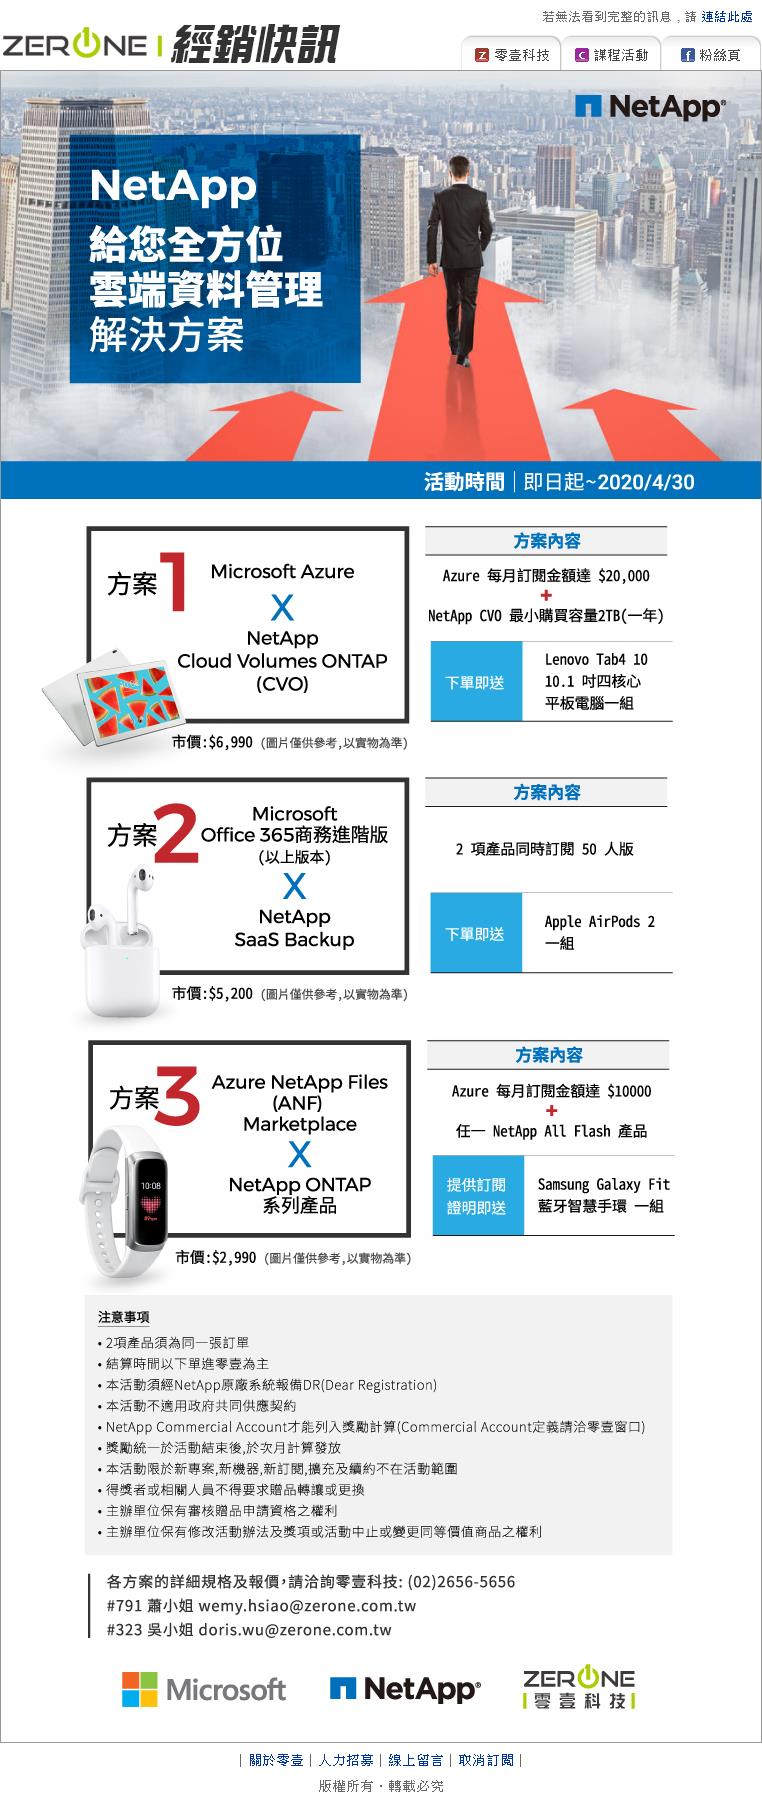 若無法看到完整的訊息，請 連結此處
ZERONE 經銷快訊
零壹科技
課程活動
粉絲頁
NetApp
NetApp
給您全方位
雲端資料管理
解決方案
活動時間｜即日起~2020/4/30
方案1
Microsoft Azure
X
NetApp
Cloud Volumes ONTAP
(CVO)
市價:$6,990 (圖片僅供參考,以實物為準)
方案內容
Azure 每月訂閱金額達 $20,000
+
NetApp CVO 最小購買容量2TB(一年)
下單即送
Lenovo Tab4 10
10.1 吋四核心
平板電腦一組
方案2
Microsoft
Office 365商務進階版
(以上版本)
X
NetApp
SaaS Backup
市價:$5,200 (圖片僅供參考,以實物為準)
方案內容
2 項產品同時訂閱 50 人版
下單即送
Apple AirPods 2
一組
方案3
Azure NetApp Files
(ANF)
Marketplace
X
NetApp ONTAP
系列產品
10:08
市價:$2,990 (圖片僅供參考,以實物為準)
方案內容
Azure 每月訂閱金額達 $10000
+
任一 NetApp All Flash 產品
提供訂閱
證明即送
Samsung Galaxy Fit
藍牙智慧手環 一組
注意事項
• 2項產品須為同一張訂單
• 結算時間以下單進零壹為主
• 本活動須經NetApp原廠系統報備DR(Dear Registration)
• 本活動不適用政府共同供應契約
• NetApp Commercial Account才能列入獎勵計算(Commercial Account定義請洽零壹窗口)
• 獎勵統一於活動結束後,於次月計算發放
• 本活動限於新專案,新機器,新訂閱,擴充及續約不在活動範圍
• 得獎者或相關人員不得要求贈品轉讓或更換
• 主辦單位保有審核贈品申請資格之權利
• 主辦單位保有修改活動辦法及獎項或活動中止或變更同等價值商品之權利
各方案的詳細規格及報價,請洽詢零壹科技: (02)2656-5656
#791 蕭小姐 wemy.hsiao@zerone.com.tw
#323 吳小姐 doris.wu@zerone.com.tw
Microsoft
NetApp
ZERONE
零壹科技
| 關於零壹 | 人力招募 | 線上留言 | 取消訂閱 |
版權所有‧轉載必究